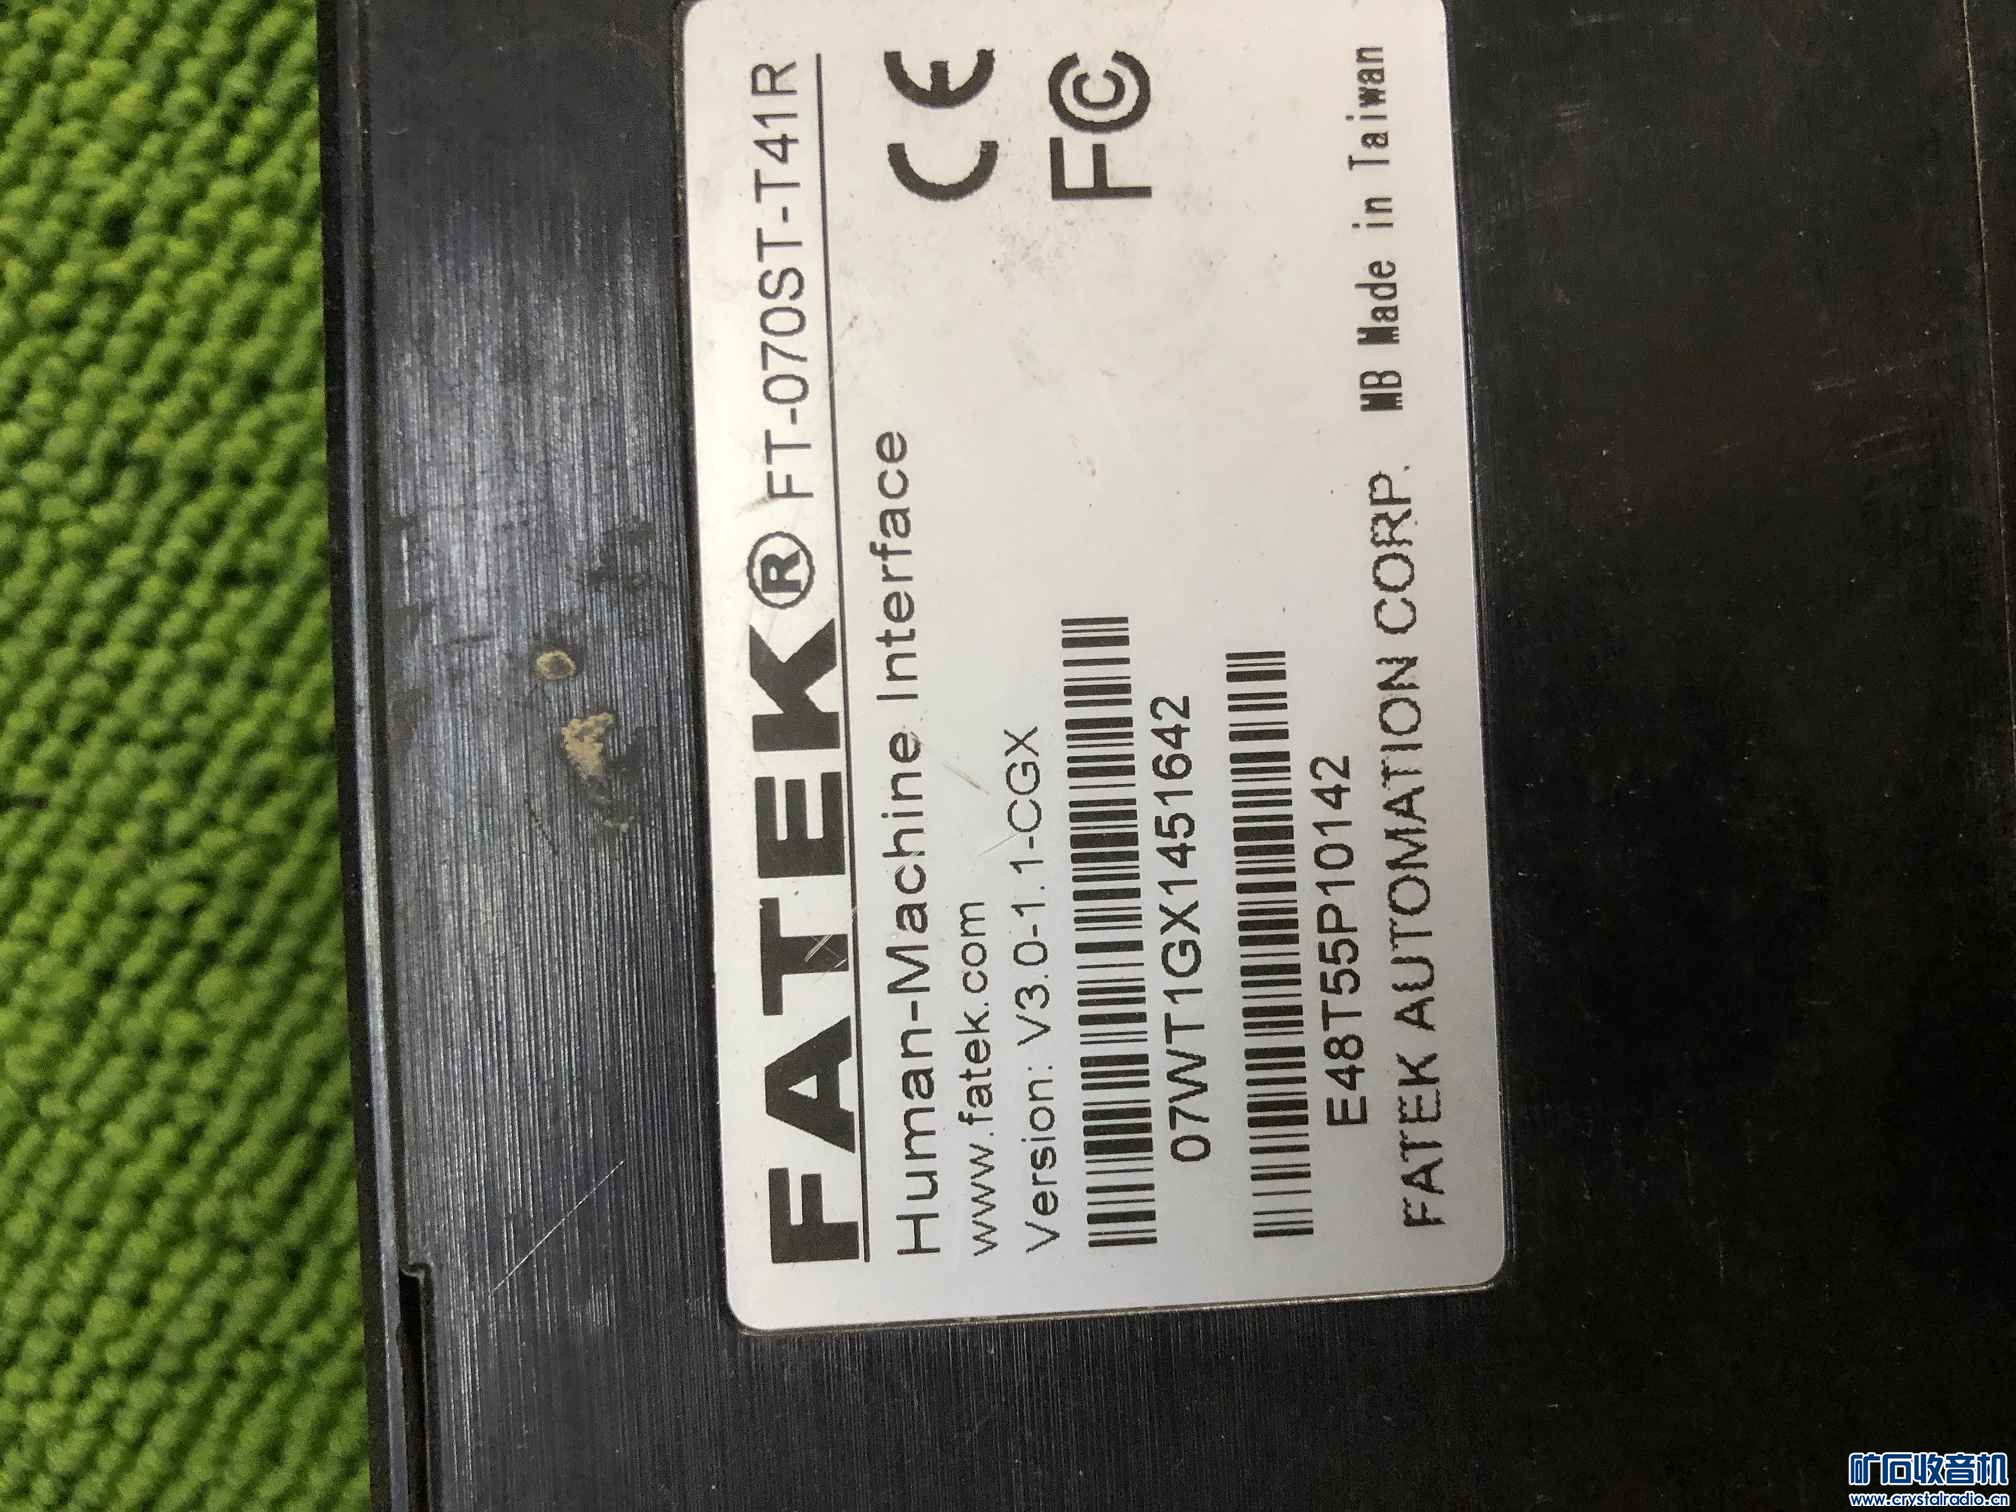 FATEK® FT-070ST-T41R
Human-Machine Interface
www.fatek.com
Version: V3.0-1.1-CGX
CE
FC
07WT1GX1451642
E48T55P10142
FATEK AUTOMATION CORP. MB Made in Taiwan
矿石收音机
www.crystalradio.cn